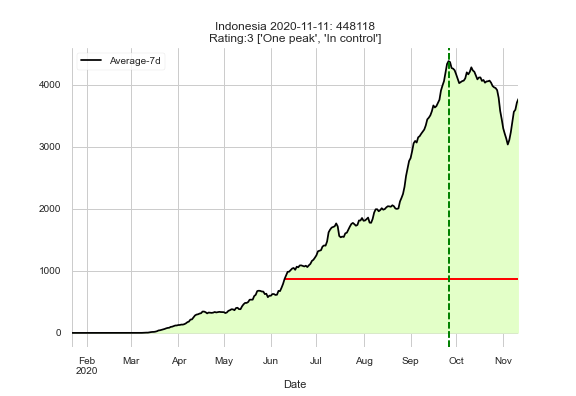 Indonesia 2020-11-11: 448118
Rating:3 ['One peak', 'In control']
Average-7d
4000
3000
2000
1000
0
Feb Mar Apr May Jun Jul Aug Sep Oct Nov
2020
Date